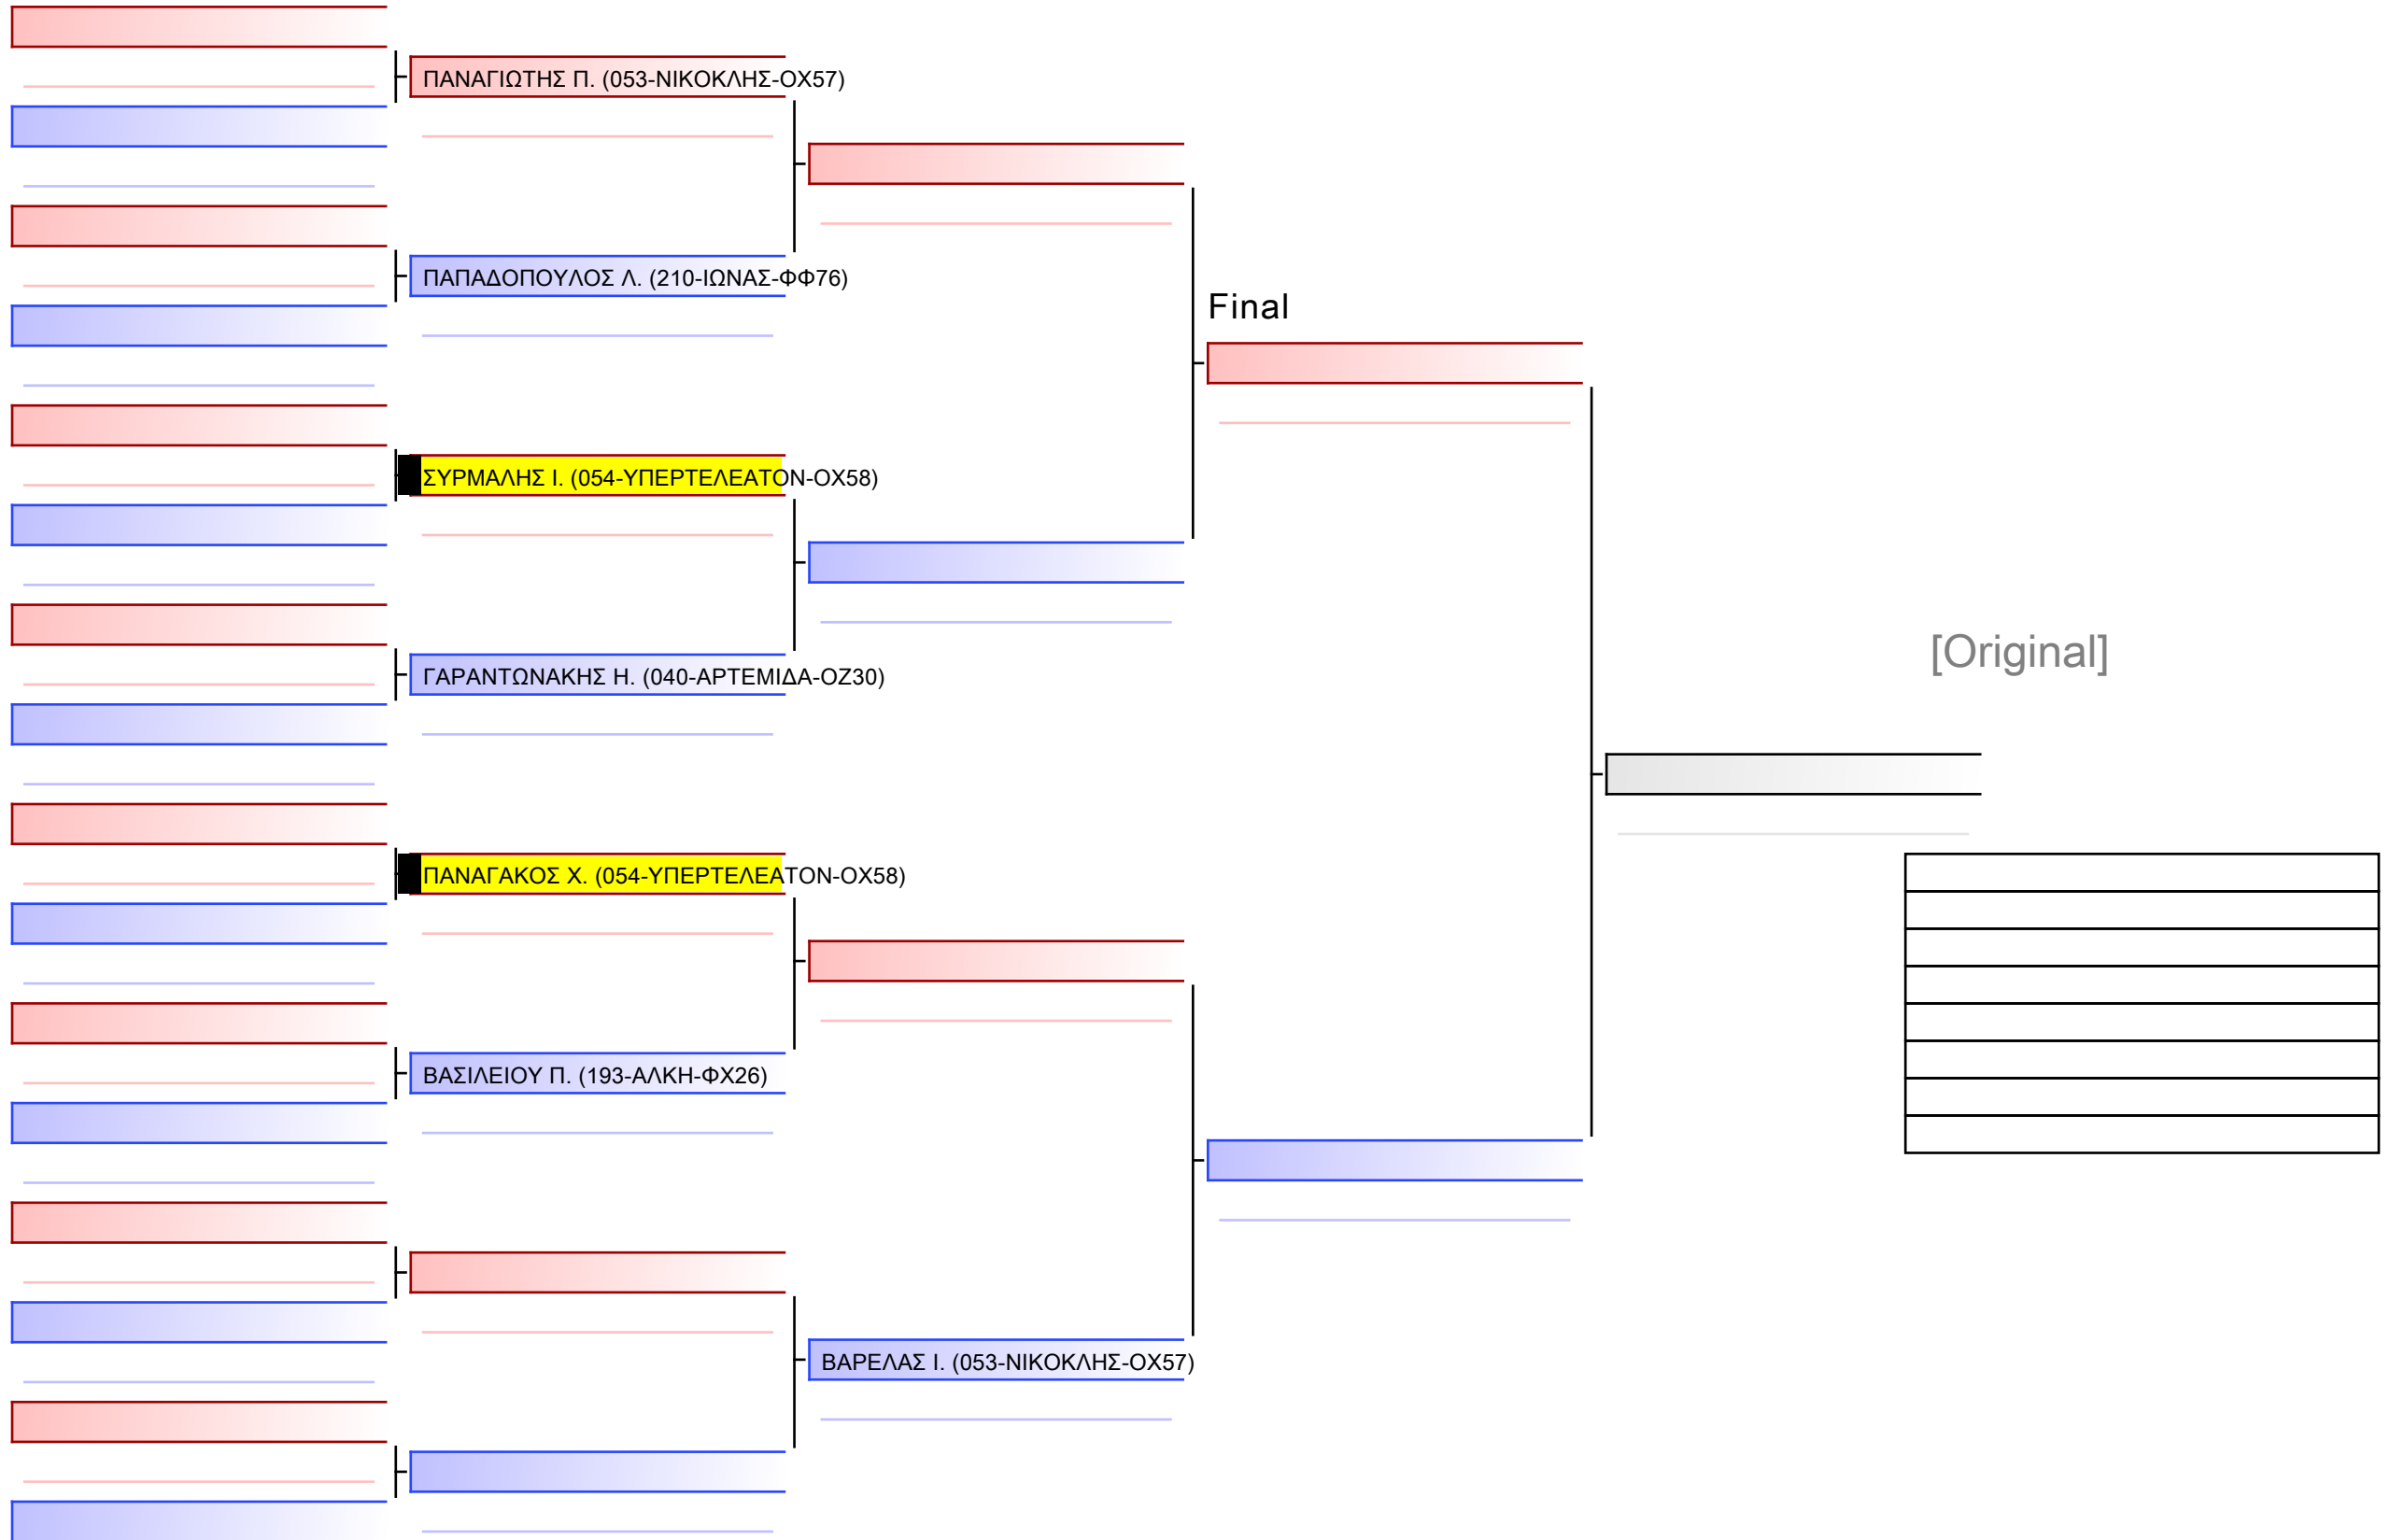 ΠΑΝΑΓΙΩΤΗΣ Π. (053-ΝΙΚΟΚΛΗΣ-ΟΧ57)
ΠΑΠΑΔΟΠΟΥΛΟΣ Λ. (210-ΙΩΝΑΣ-ΦΦ76)
Final
ΣΥΡΜΑΛΗΣ Ι. (054-ΥΠΕΡΤΕΛΕΑΤΟΝ-ΟΧ58)
[Original]
ΓΑΡΑΝΤΩΝΑΚΗΣ Η. (040-ΑΡΤΕΜΙΔΑ-ΟΖ30)
ΠΑΝΑΓΑΚΟΣ Χ. (054-ΥΠΕΡΤΕΛΕΑΤΟΝ-ΟΧ58)
ΒΑΣΙΛΕΙΟΥ Π. (193-ΑΛΚΗ-ΦΧ26)
ΒΑΡΕΛΑΣ Ι. (053-ΝΙΚΟΚΛΗΣ-ΟΧ57)